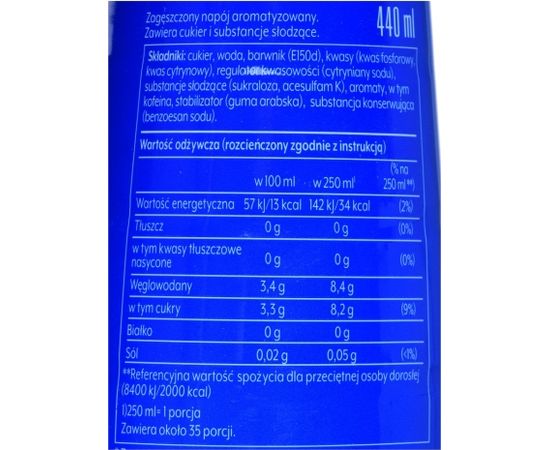 Zagęszczony napój aromatyzowany.
Zawiera cukier i substancje słodzące.
440 ml
Składniki: cukier, woda, barwnik (E150d), kwasy (kwas fosforowy,
kwas cytrynowy), regulator kwasowości (cytryniany sodu),
substancje słodzące (sukraloza, acesulfam K), aromaty, w tym
kofeina, stabilizator (guma arabska), substancja konserwująca
(benzoesan sodu).
Wartość odżywcza (rozcieńczony zgodnie z instrukcją)
w 100 ml w 250 ml¹ (% na
250 ml**)
Wartość energetyczna 57 kJ/13 kcal 142 kJ/34 kcal (2%)
Tłuszcz 0 g 0 g (0%)
w tym kwasy tłuszczowe
nasycone 0 g 0 g (0%)
Węglowodany 3,4 g 8,4 g
w tym cukry 3,3 g 8,2 g (9%)
Białko 0 g 0 g
Sól 0,02 g 0,05 g (<1%)
**Referencyjna wartość spożycia dla przeciętnej osoby dorosłej
(8400 kJ/2000 kcal)
1)250 ml= 1 porcja
Zawiera około 35 porcji.